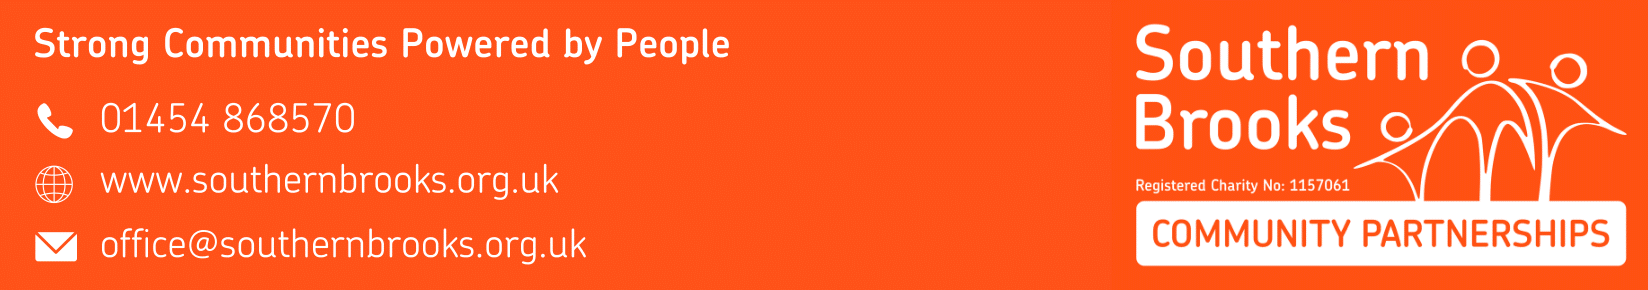 Strong Communities Powered by People
01454 868570
www.southernbrooks.org.uk
office@southernbrooks.org.uk
Southern
Brooks
Registered Charity No: 1157061
COMMUNITY PARTNERSHIPS